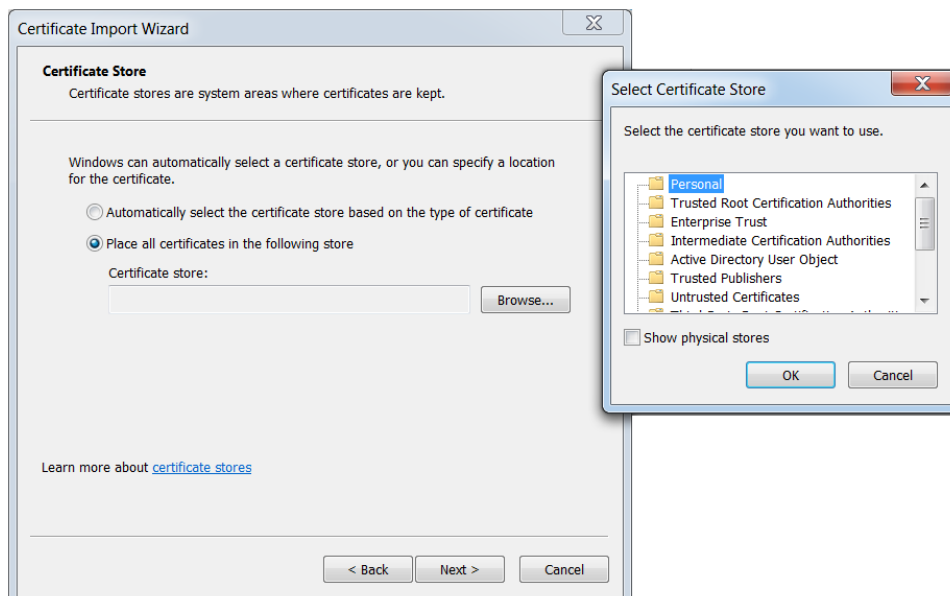 Certificate Import Wizard
Certificate Store
Certificate stores are system areas where certificates are kept.
Windows can automatically select a certificate store, or you can specify a location
for the certificate.
Automatically select the certificate store based on the type of certificate
Place all certificates in the following store
Certificate store:
Browse...
Learn more about certificate stores
< Back
Next >
Cancel
Select Certificate Store
Select the certificate store you want to use.
Personal
Trusted Root Certification Authorities
Enterprise Trust
Intermediate Certification Authorities
Active Directory User Object
Trusted Publishers
Untrusted Certificates
Show physical stores
OK
Cancel